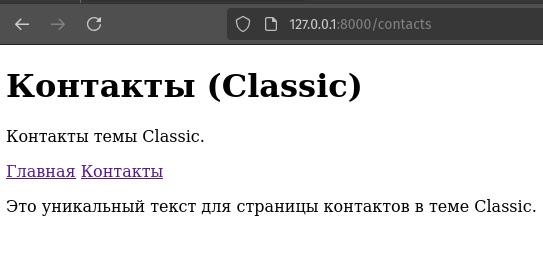 127.0.0.1:8000/contacts
Контакты (Classic)
Контакты темы Classic.
Главная Контакты
Это уникальный текст для страницы контактов в теме Classic.